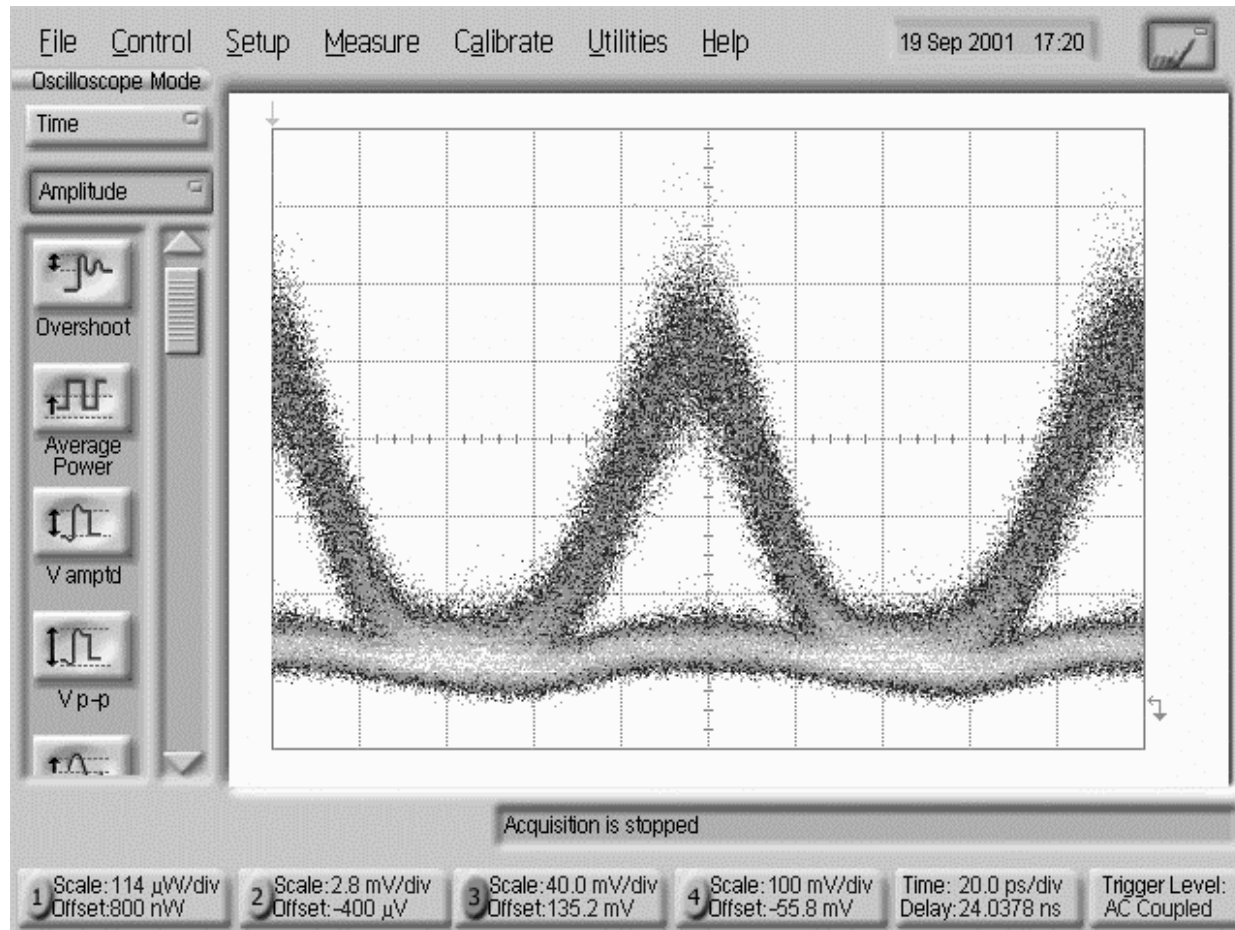 File Control Setup Measure Calibrate Utilities Help
19 Sep 2001 17:20
Oscilloscope Mode
Time
Amplitude
Overshoot
Average
Power
V amptd
V p-p
Acquisition is stopped
1 Scale:114 µW/div
Offset:800 nW
2 Scale:2.8 mV/div
Offset:-400 µV
3 Scale:40.0 mV/div
Offset:135.2 mV
4 Scale:100 mV/div
Offset:-55.8 mV
Time: 20.0 ps/div
Delay:24.0378 ns
Trigger Level:
AC Coupled